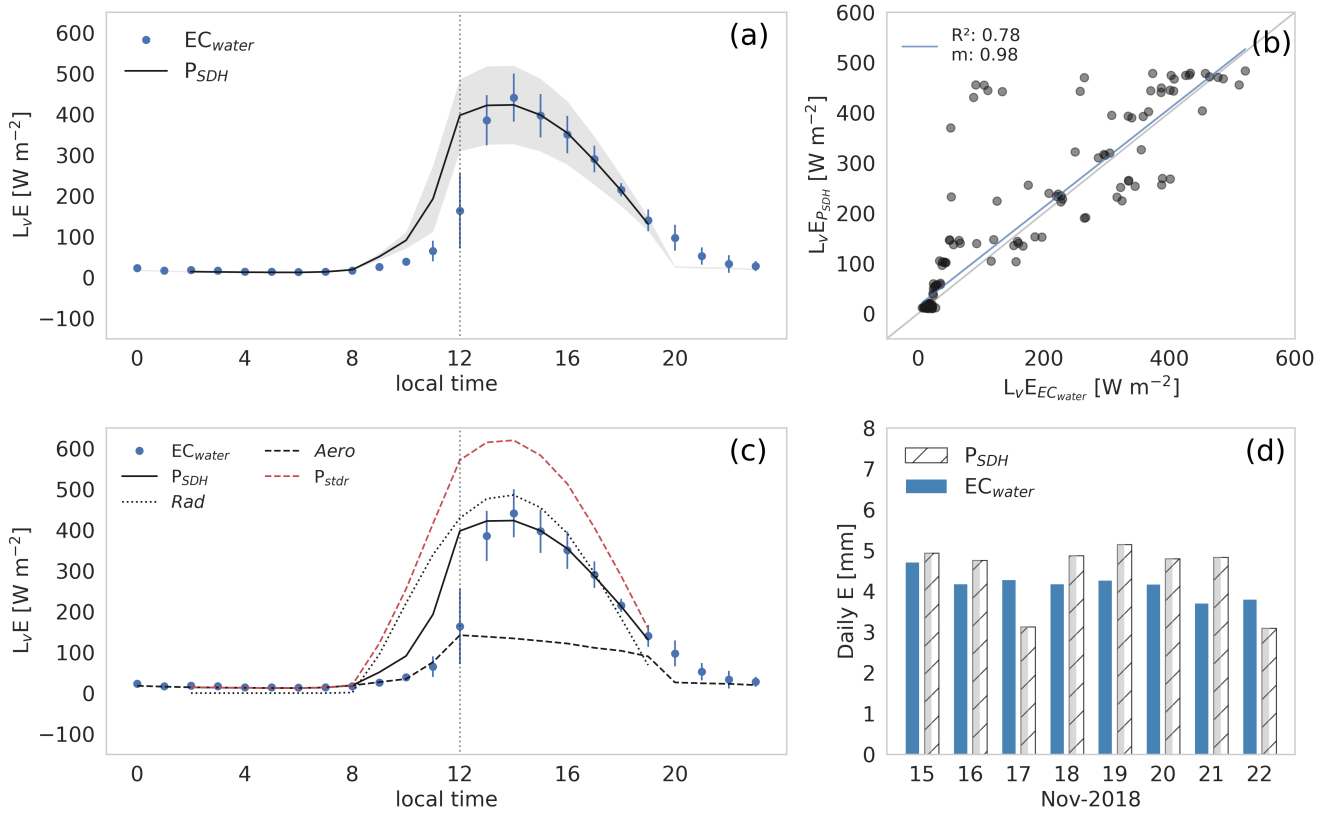 (a)
EC_water
P_SDH
600
500
400
300
200
100
0
−100
L_vE [W m⁻²]
0 4 8 12 16 20
local time
(b)
R²: 0.78
m: 0.98
600
500
400
300
200
100
0
L_vE_P_SDH [W m⁻²]
0 200 400 600
L_vE_EC_water [W m⁻²]
(c)
EC_water
P_SDH
Rad
Aero
P_stdr
600
500
400
300
200
100
0
−100
L_vE [W m⁻²]
0 4 8 12 16 20
local time
(d)
P_SDH
EC_water
8
7
6
5
4
3
2
1
0
Daily E [mm]
15 16 17 18 19 20 21 22
Nov-2018